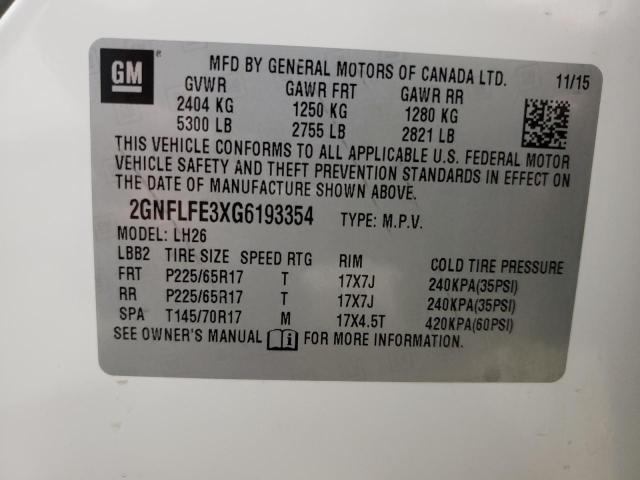 GM
MFD BY GENERAL MOTORS OF CANADA LTD. 11/15
GVWR GAWR FRT GAWR RR
2404 KG 1250 KG 1280 KG
5300 LB 2755 LB 2821 LB
THIS VEHICLE CONFORMS TO ALL APPLICABLE U.S. FEDERAL MOTOR
VEHICLE SAFETY AND THEFT PREVENTION STANDARDS IN EFFECT ON
THE DATE OF MANUFACTURE SHOWN ABOVE.
2GNFLFE3XG6193354 TYPE: M.P.V.
MODEL: LH26
LBB2 TIRE SIZE SPEED RTG RIM COLD TIRE PRESSURE
FRT P225/65R17 T 17X7J 240KPA(35PSI)
RR P225/65R17 T 17X7J 240KPA(35PSI)
SPA T145/70R17 M 17X4.5T 420KPA(60PSI)
SEE OWNER'S MANUAL FOR MORE INFORMATION.